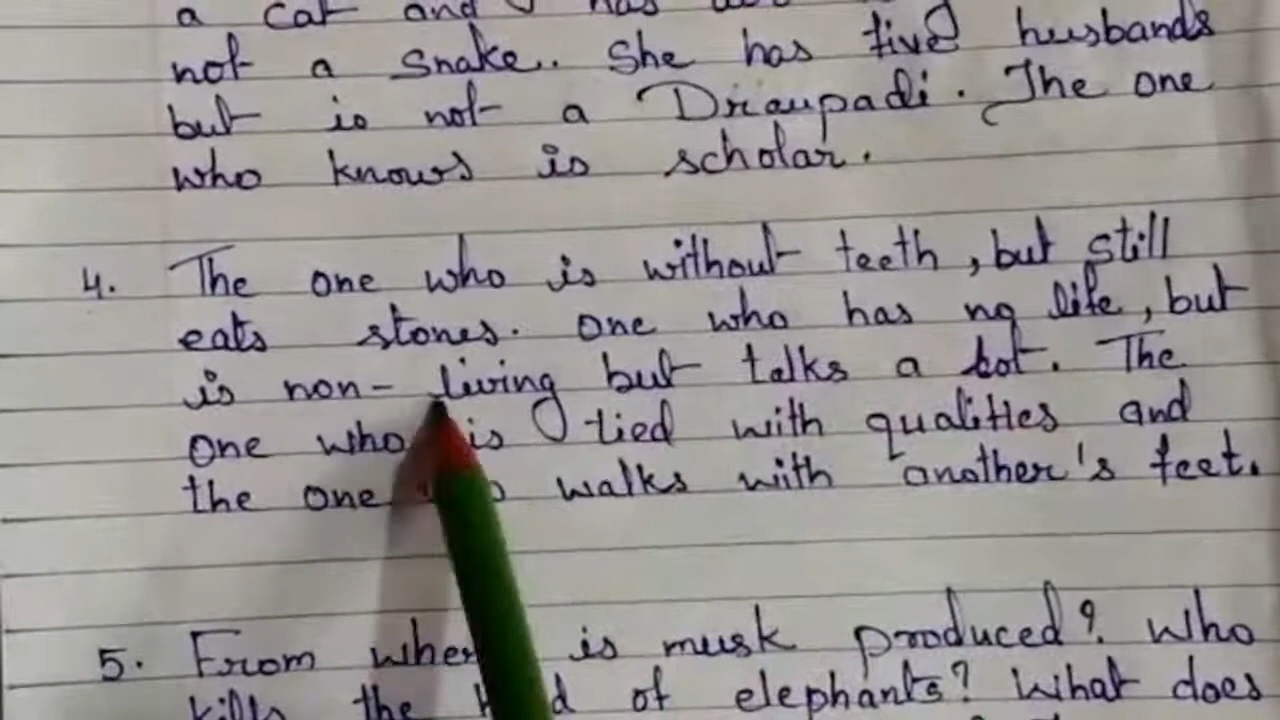 a cat and
not a snake. She has five husbands
but is not a Draupadi. The one
who knows is scholar.
4. The one who is without teeth, but still
eats stones. One who has no life, but
is non-living but talks a lot. The
one who is tied with qualities and
the one walks with another's feet.
5. From where is musk produced? Who
kills the of elephants? What does